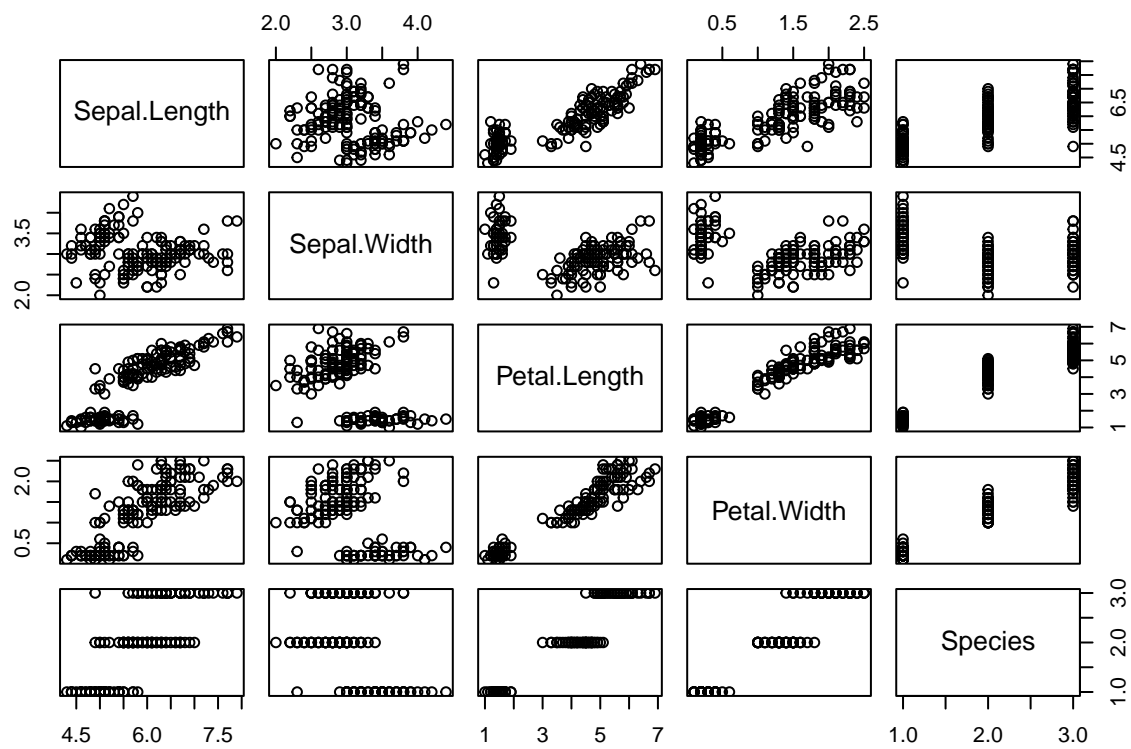 2.0 3.0 4.0
0.5 1.5 2.5
Sepal.Length
4.5 6.5
2.0 3.5
Sepal.Width
Petal.Length
1 3 5 7
0.5 2.0
Petal.Width
Species
1.0 2.0 3.0
4.5 6.0 7.5
1 3 5 7
1.0 2.0 3.0